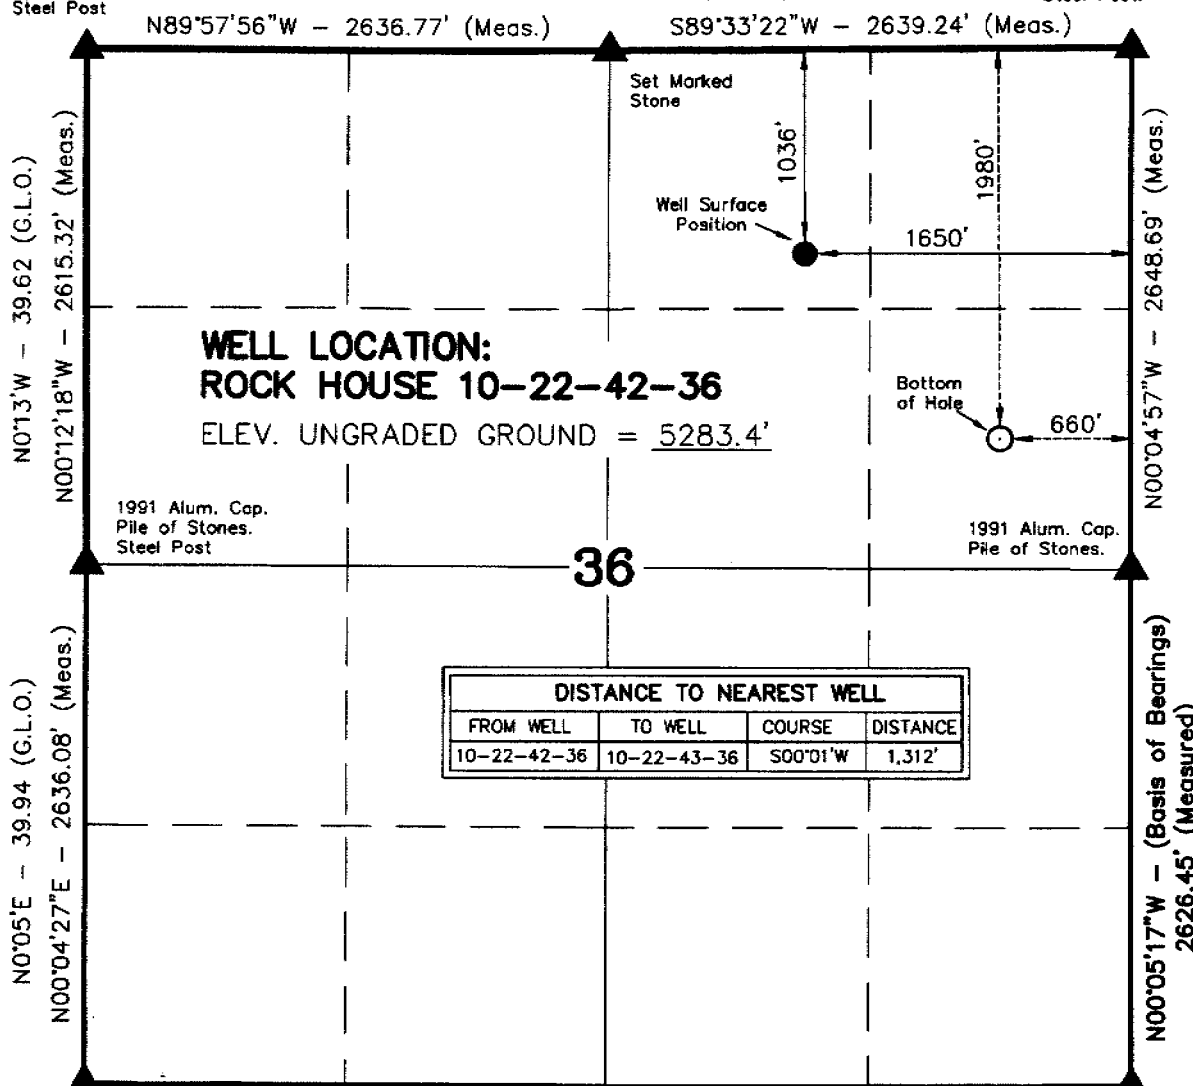 Steel Post
N89°57'56"W – 2636.77' (Meas.)
S89°33'22"W – 2639.24' (Meas.)
Set Marked
Stone
1036'
1980'
Well Surface
Position
1650'
N0°13'W – 39.62 (G.L.O.)
N00°12'18"W – 2615.32' (Meas.)
N00°04'57"W – 2648.69' (Meas.)
WELL LOCATION:
ROCK HOUSE 10–22–42–36
ELEV. UNGRADED GROUND = 5283.4'
Bottom
of Hole
660'
1991 Alum. Cap.
Pile of Stones.
Steel Post
1991 Alum. Cap.
Pile of Stones.
36
DISTANCE TO NEAREST WELL
FROM WELL TO WELL COURSE DISTANCE
10–22–42–36 10–22–43–36 S00°01'W 1,312'
N0°05'E – 39.94 (G.L.O.)
N00°04'27"E – 2636.08' (Meas.)
N00°05'17"W – (Basis of Bearings)
2626.45' (Measured)